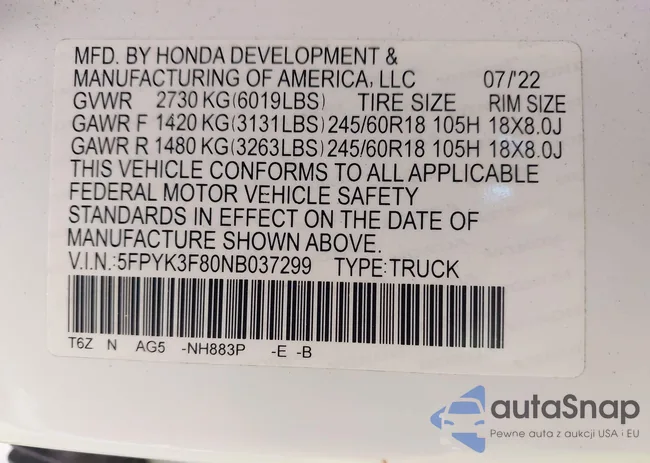 MFD. BY HONDA DEVELOPMENT &
MANUFACTURING OF AMERICA, LLC 07/'22
GVWR 2730 KG(6019LBS) TIRE SIZE RIM SIZE
GAWR F 1420 KG(3131LBS) 245/60R18 105H 18X8.0J
GAWR R 1480 KG(3263LBS) 245/60R18 105H 18X8.0J
THIS VEHICLE CONFORMS TO ALL APPLICABLE
FEDERAL MOTOR VEHICLE SAFETY
STANDARDS IN EFFECT ON THE DATE OF
MANUFACTURE SHOWN ABOVE.
V.I.N.:5FPYK3F80NB037299 TYPE:TRUCK
T6Z N AG5 -NH883P -E -B
autaSnap
Pewne auta z aukcji USA i EU